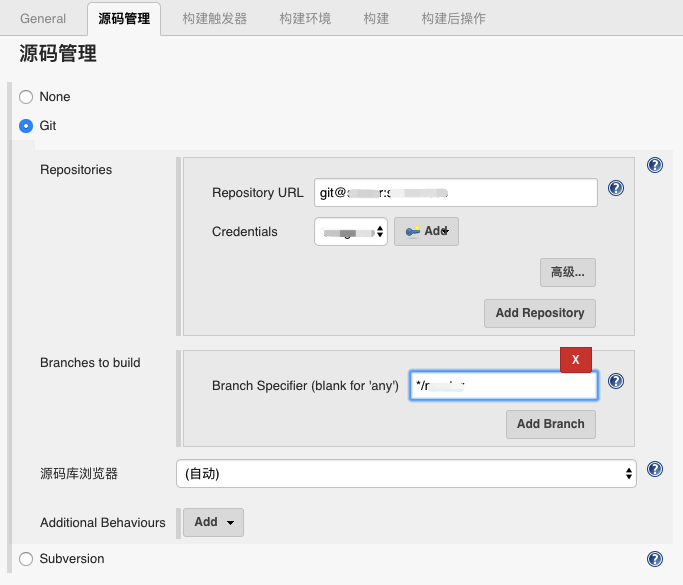 General 源码管理 构建触发器 构建环境 构建 构建后操作
源码管理
None
Git
Repositories
Repository URL git@
Credentials Add
高级...
Add Repository
Branches to build
X
Branch Specifier (blank for 'any') */
Add Branch
源码库浏览器 (自动)
Additional Behaviours Add
Subversion